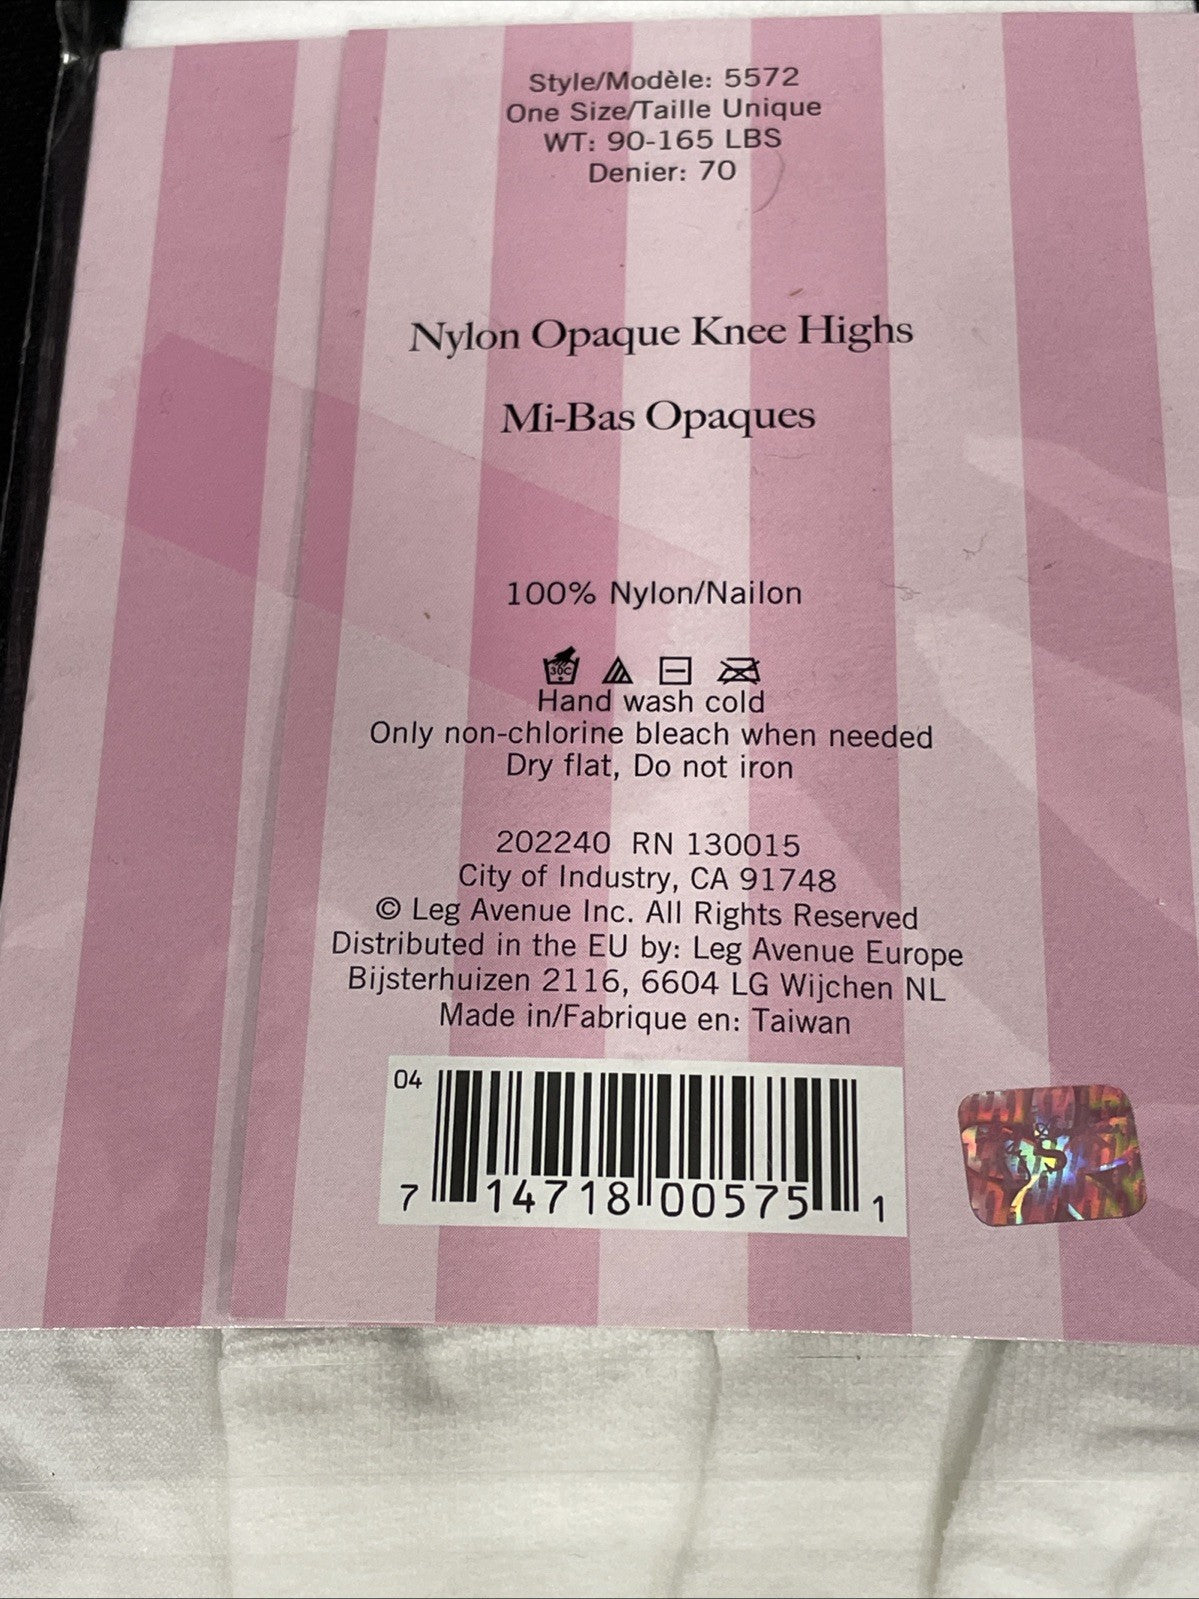 Style/Modèle: 5572
One Size/Taille Unique
WT: 90-165 LBS
Denier: 70
Nylon Opaque Knee Highs
Mi-Bas Opaques
100% Nylon/Nailon
30C
Hand wash cold
Only non-chlorine bleach when needed
Dry flat, Do not iron
202240 RN 130015
City of Industry, CA 91748
© Leg Avenue Inc. All Rights Reserved
Distributed in the EU by: Leg Avenue Europe
Bijsterhuizen 2116, 6604 LG Wijchen NL
Made in/Fabrique en: Taiwan
04
7 14718 00575 1